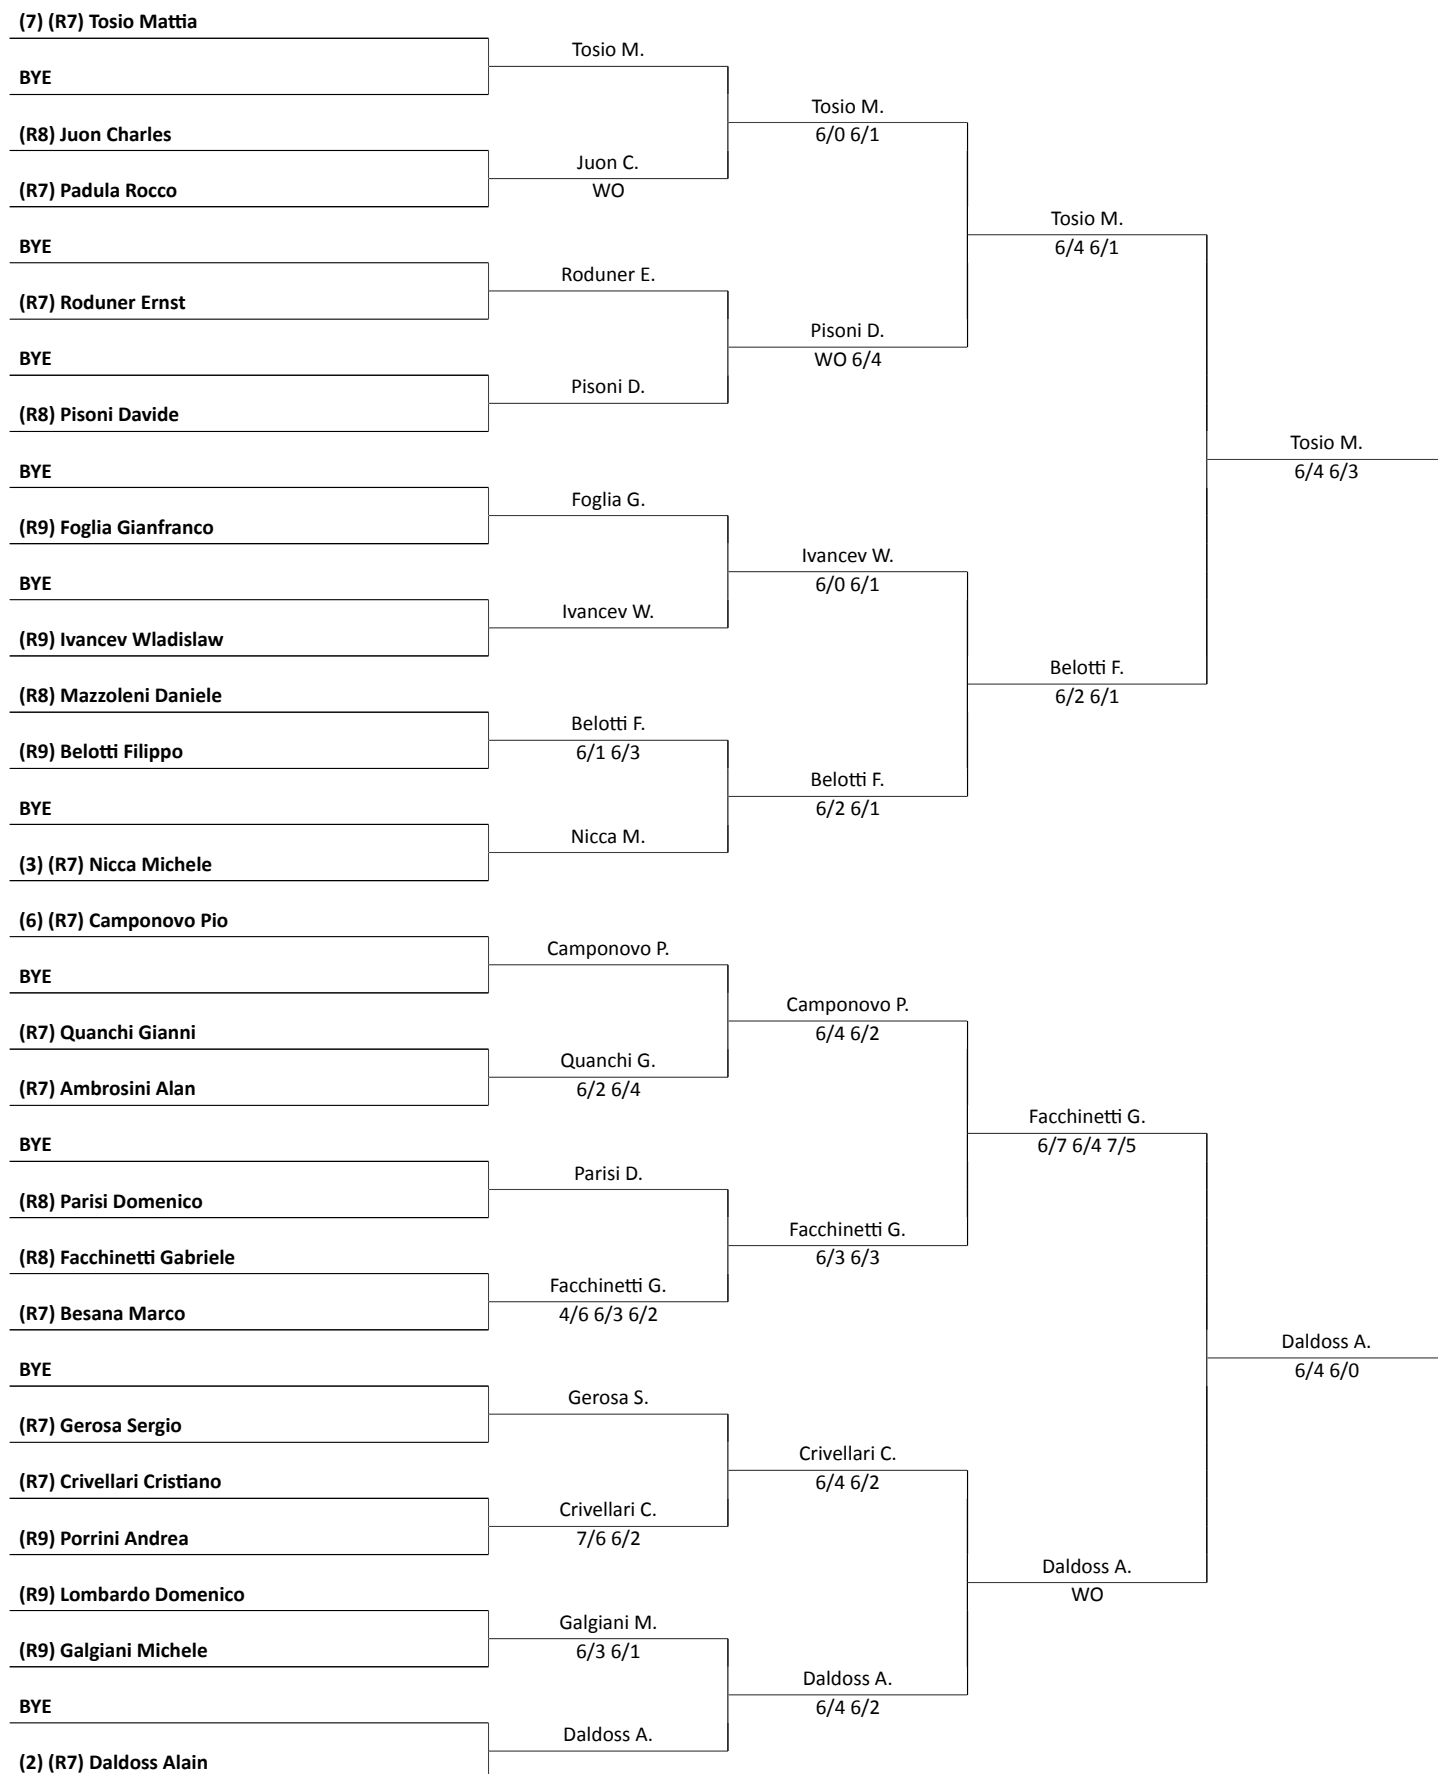 (7) (R7) Tosio Mattia
Tosio M.
BYE
Tosio M.
6/0 6/1
(R8) Juon Charles
Juon C.
WO
(R7) Padula Rocco
Tosio M.
6/4 6/1
BYE
Roduner E.
(R7) Roduner Ernst
Pisoni D.
WO 6/4
BYE
Pisoni D.
(R8) Pisoni Davide
Tosio M.
6/4 6/3
BYE
Foglia G.
(R9) Foglia Gianfranco
Ivancev W.
6/0 6/1
BYE
Ivancev W.
(R9) Ivancev Wladislaw
Belotti F.
6/2 6/1
(R8) Mazzoleni Daniele
Belotti F.
6/1 6/3
(R9) Belotti Filippo
Belotti F.
6/2 6/1
BYE
Nicca M.
(3) (R7) Nicca Michele
(6) (R7) Camponovo Pio
Camponovo P.
BYE
Camponovo P.
6/4 6/2
(R7) Quanchi Gianni
Quanchi G.
6/2 6/4
(R7) Ambrosini Alan
Facchinetti G.
6/7 6/4 7/5
BYE
Parisi D.
(R8) Parisi Domenico
Facchinetti G.
6/3 6/3
(R8) Facchinetti Gabriele
Facchinetti G.
4/6 6/3 6/2
(R7) Besana Marco
Daldoss A.
6/4 6/0
BYE
Gerosa S.
(R7) Gerosa Sergio
Crivellari C.
6/4 6/2
(R7) Crivellari Cristiano
Crivellari C.
7/6 6/2
(R9) Porrini Andrea
Daldoss A.
WO
(R9) Lombardo Domenico
Galgiani M.
6/3 6/1
(R9) Galgiani Michele
Daldoss A.
6/4 6/2
BYE
Daldoss A.
(2) (R7) Daldoss Alain